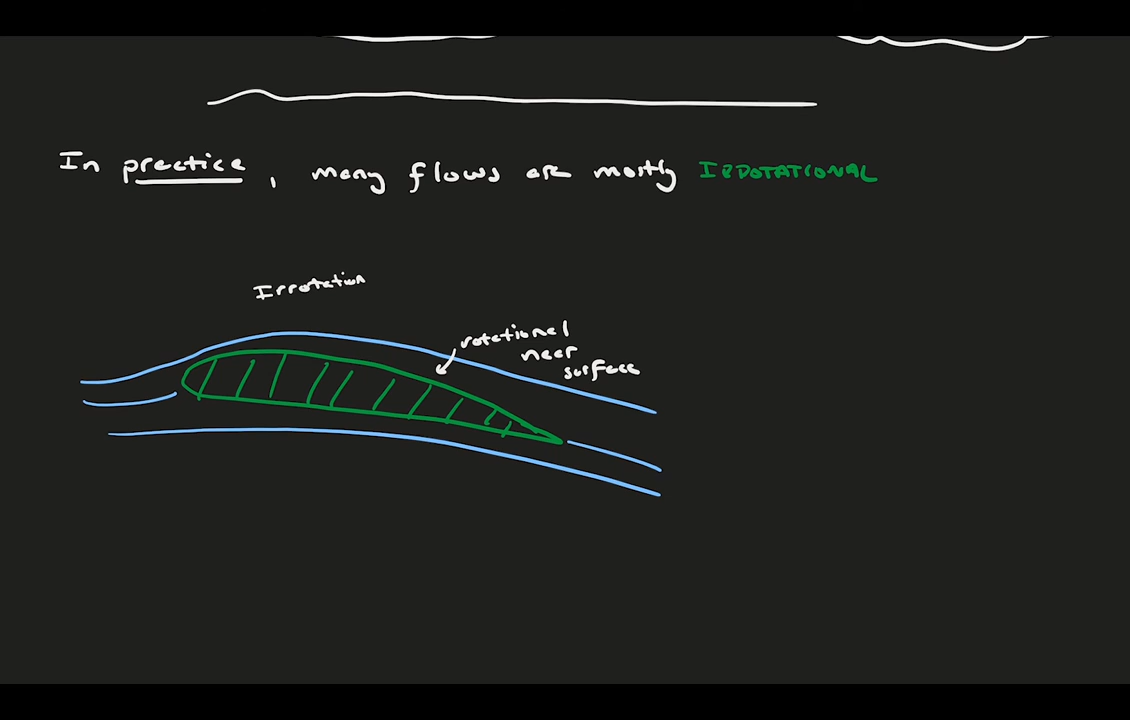 In practice, many flows are mostly IRROTATIONAL
Irrotation
rotational
near
surface